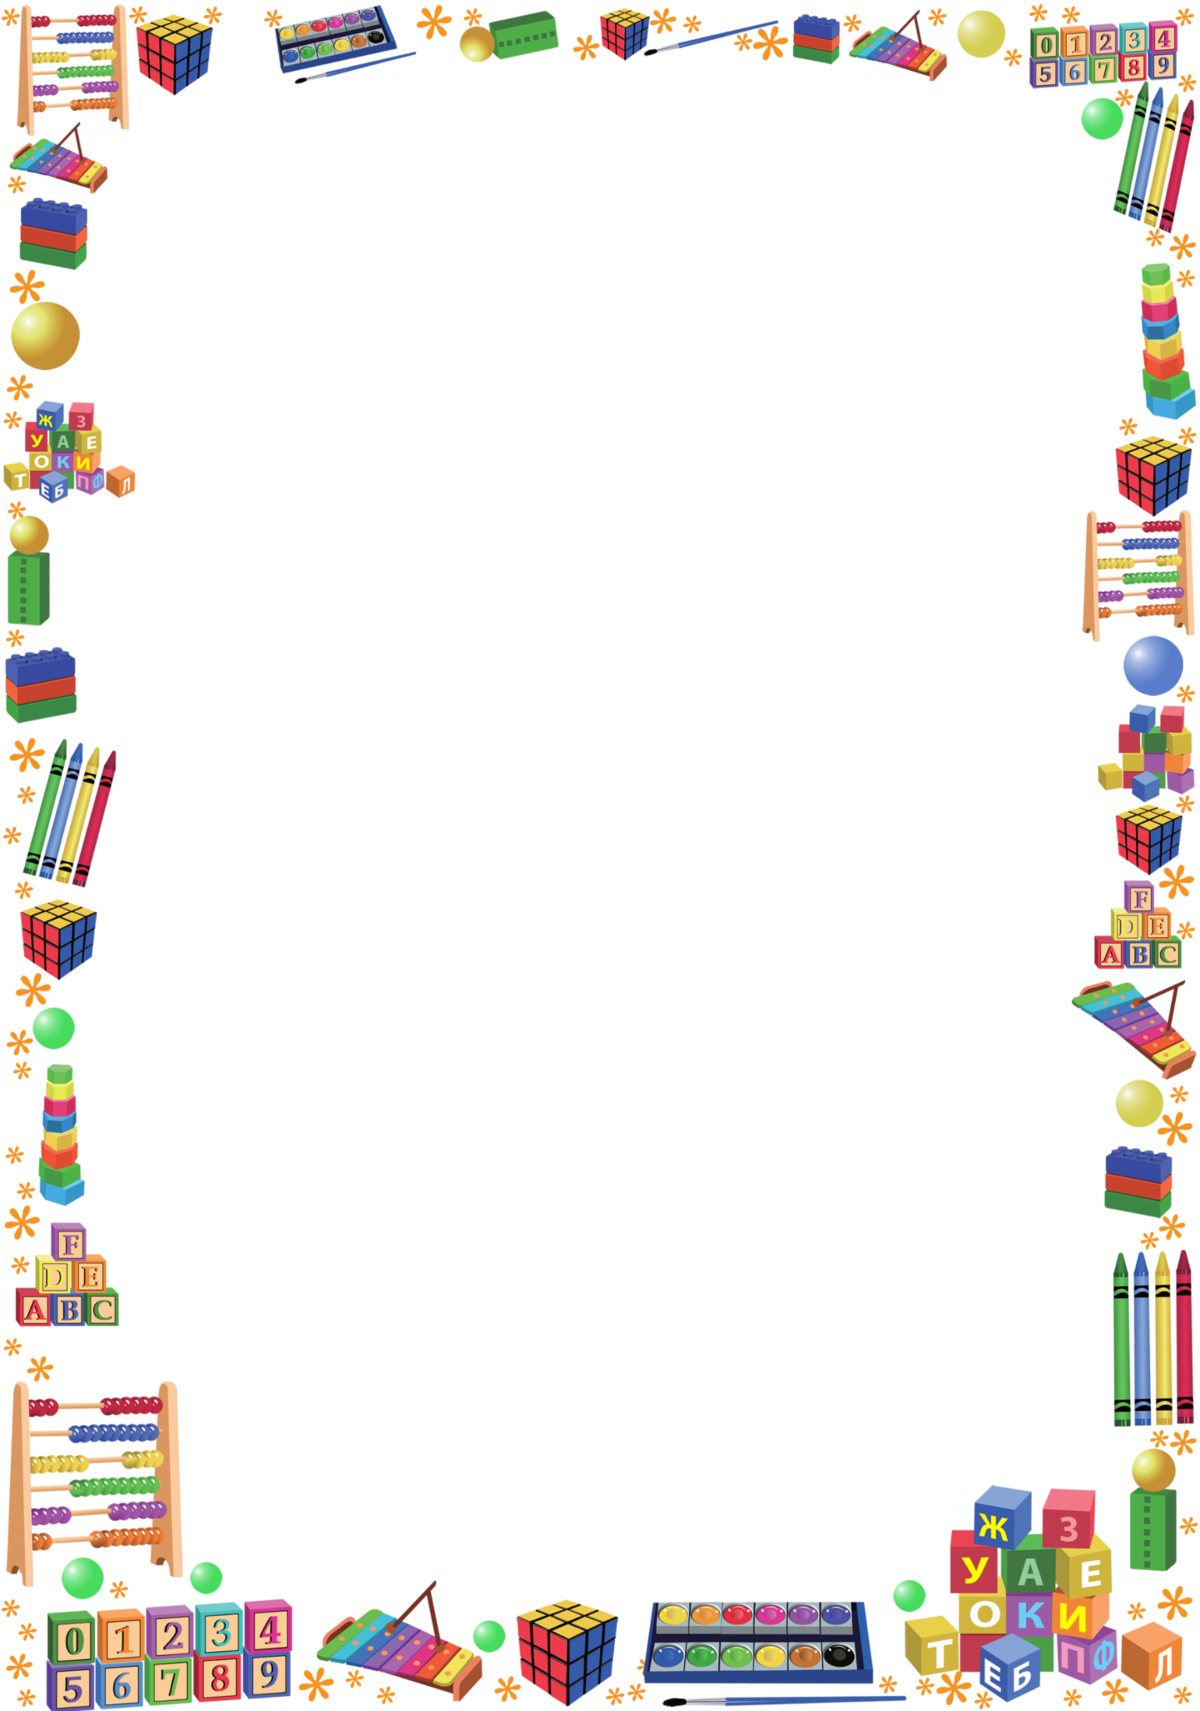 0 1 2 3 4
5 6 7 8 9
Ж З
У А Е
О К И
Т Е Б П Ф Л
F
D E
A B C
F
D E
A B C
0 1 2 3 4
5 6 7 8 9
Ж З
У А Е
О К И
Т Е Б П Ф Л